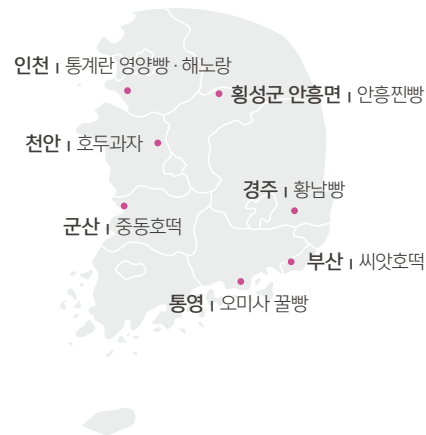 인천 | 통계란 영양빵 · 해노랑
횡성군 안흥면 | 안흥찐빵
천안 | 호두과자
경주 | 황남빵
군산 | 중동호떡
부산 | 씨앗호떡
통영 | 오미사 꿀빵